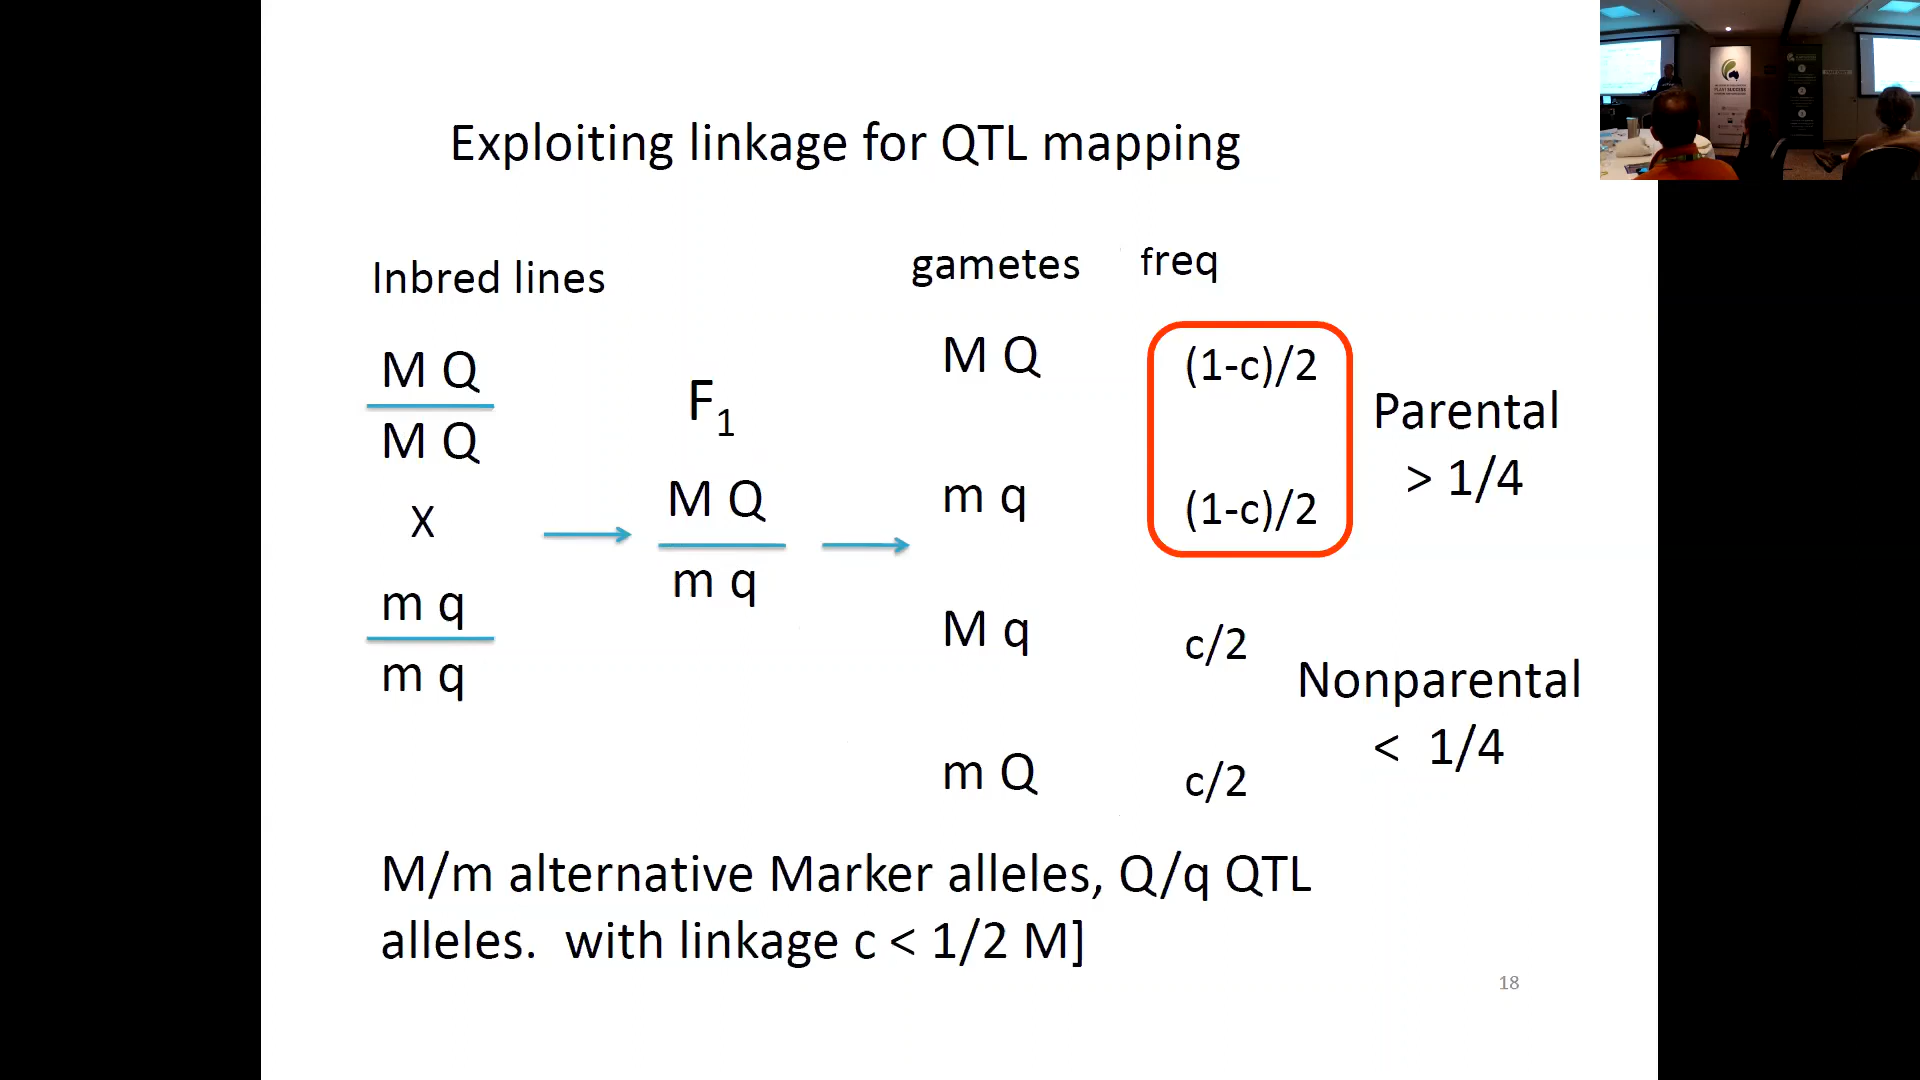 Exploiting linkage for QTL mapping
Inbred lines
gametes freq
M Q
M Q
X
m q
m q
F1
M Q
m q
M Q (1-c)/2
m q (1-c)/2
Parental
> 1/4
M q c/2
m Q c/2
Nonparental
< 1/4
M/m alternative Marker alleles, Q/q QTL
alleles. with linkage c < 1/2 M]
18